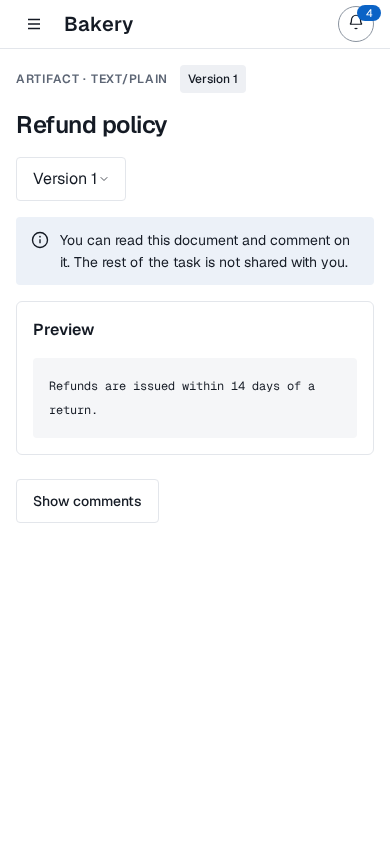 Bakery
4
ARTIFACT · TEXT/PLAIN
Version 1
Refund policy
Version 1
You can read this document and comment on
it. The rest of the task is not shared with you.
Preview
Refunds are issued within 14 days of a
return.
Show comments